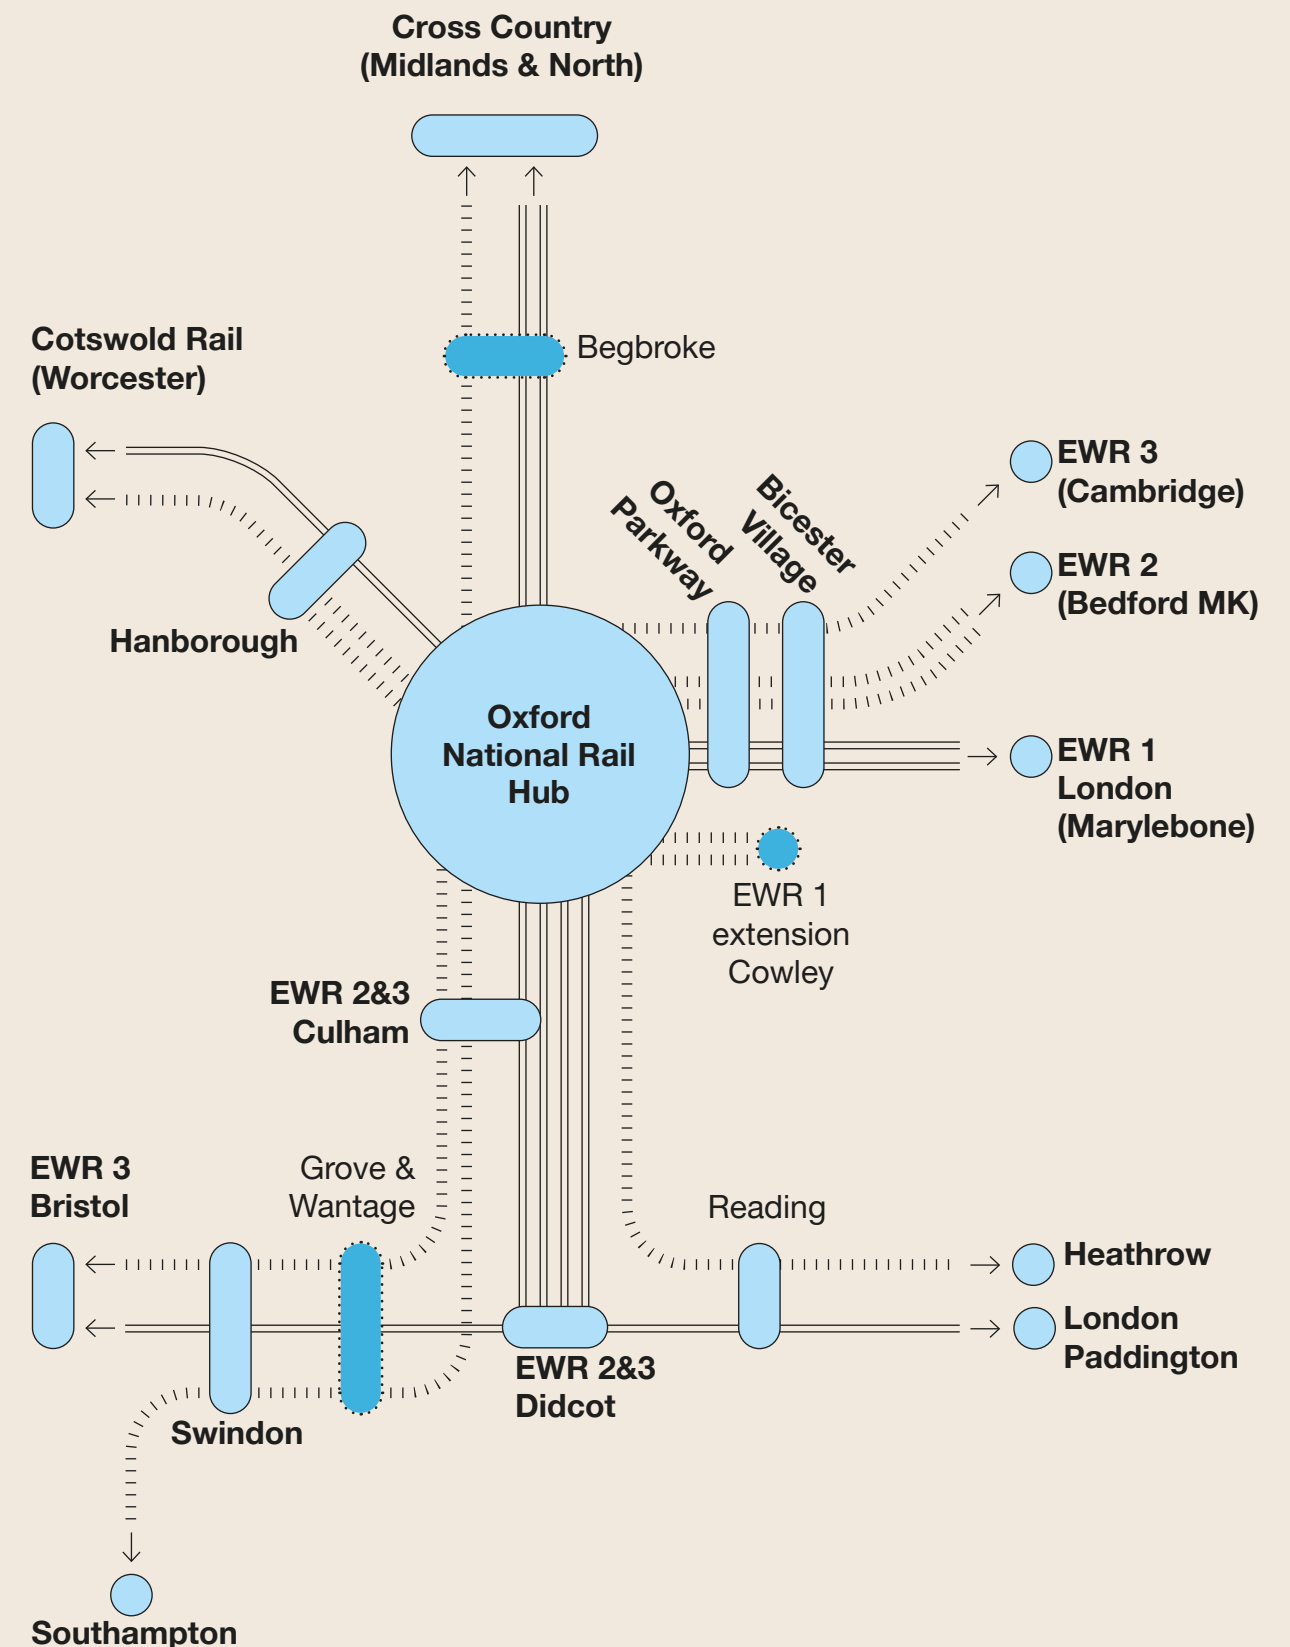 Cross Country
(Midlands & North)
Begbroke
Cotswold Rail
(Worcester)
Hanborough
Oxford
Parkway
Bicester
Village
EWR 3
(Cambridge)
EWR 2
(Bedford MK)
Oxford
National Rail
Hub
EWR 1
London
(Marylebone)
EWR 1
extension
Cowley
EWR 2&3
Culham
EWR 3
Bristol
Grove &
Wantage
Reading
Heathrow
London
Paddington
EWR 2&3
Didcot
Swindon
Southampton